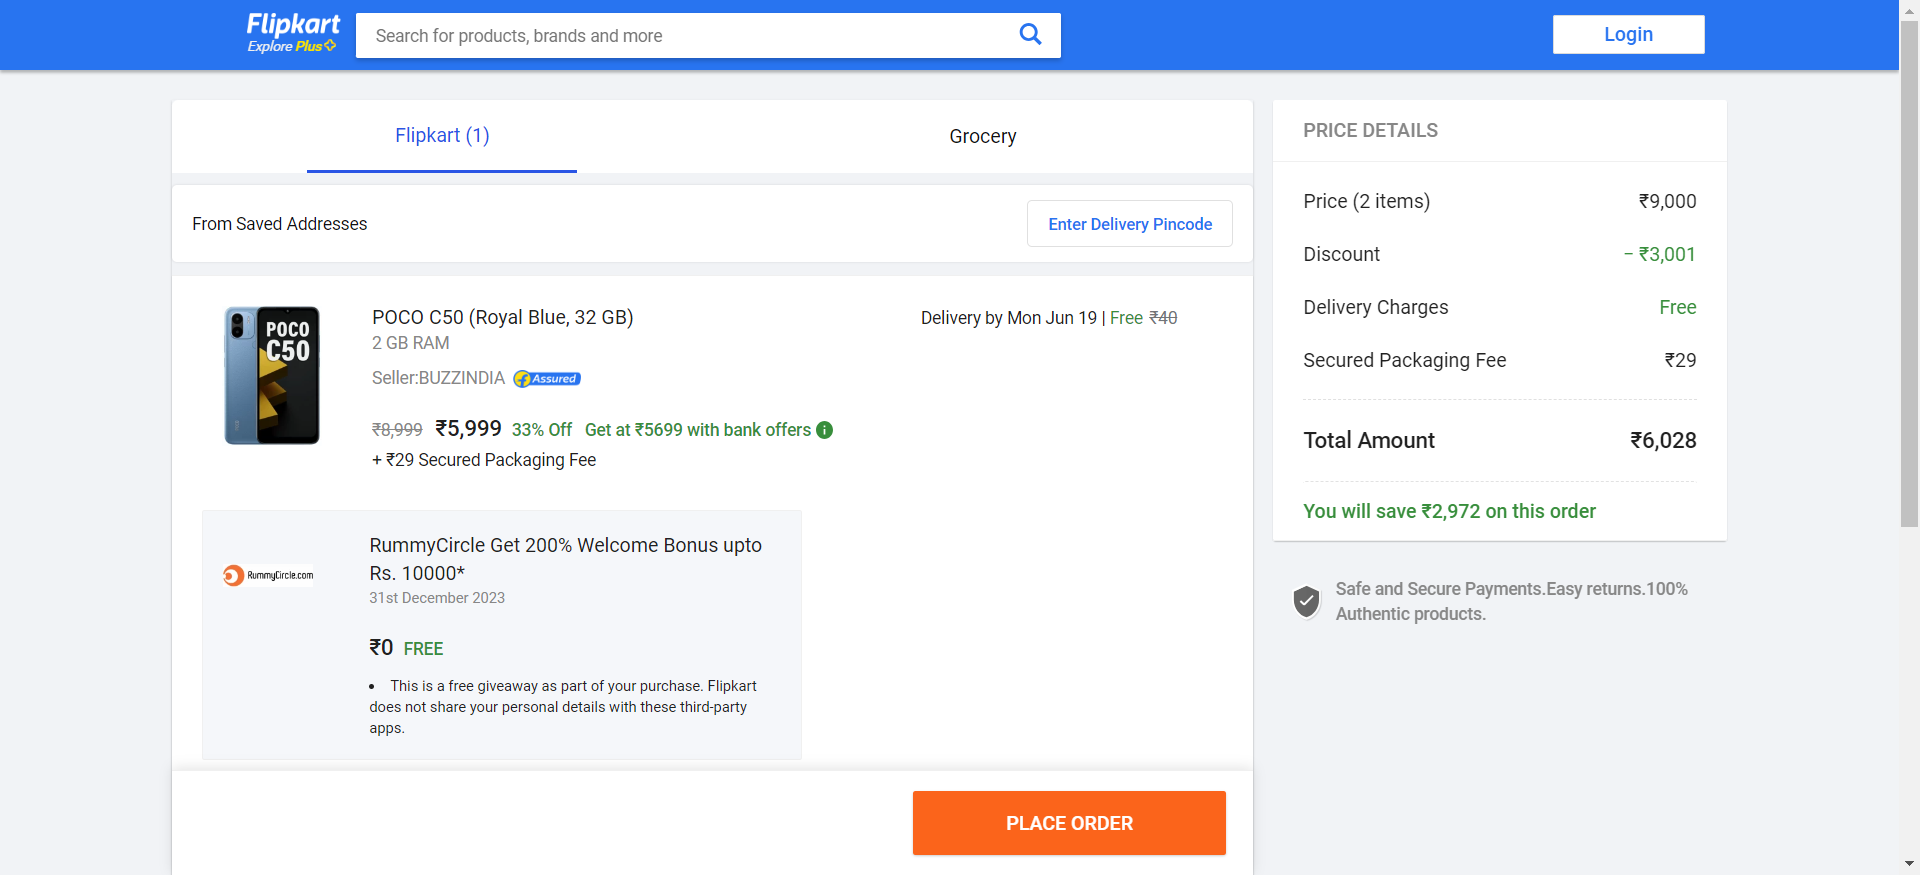 Flipkart
Explore Plus
Search for products, brands and more
Login
Flipkart (1)
Grocery
From Saved Addresses
Enter Delivery Pincode
POCO
C50
POCO C50 (Royal Blue, 32 GB)
2 GB RAM
Seller:BUZZINDIA Assured
₹8,999 ₹5,999 33% Off Get at ₹5699 with bank offers
+ ₹29 Secured Packaging Fee
Delivery by Mon Jun 19 | Free ₹40
RummyCircle.com
RummyCircle Get 200% Welcome Bonus upto
Rs. 10000*
31st December 2023
₹0 FREE
• This is a free giveaway as part of your purchase. Flipkart
does not share your personal details with these third-party
apps.
PLACE ORDER
PRICE DETAILS
Price (2 items) ₹9,000
Discount − ₹3,001
Delivery Charges Free
Secured Packaging Fee ₹29
Total Amount ₹6,028
You will save ₹2,972 on this order
Safe and Secure Payments.Easy returns.100%
Authentic products.